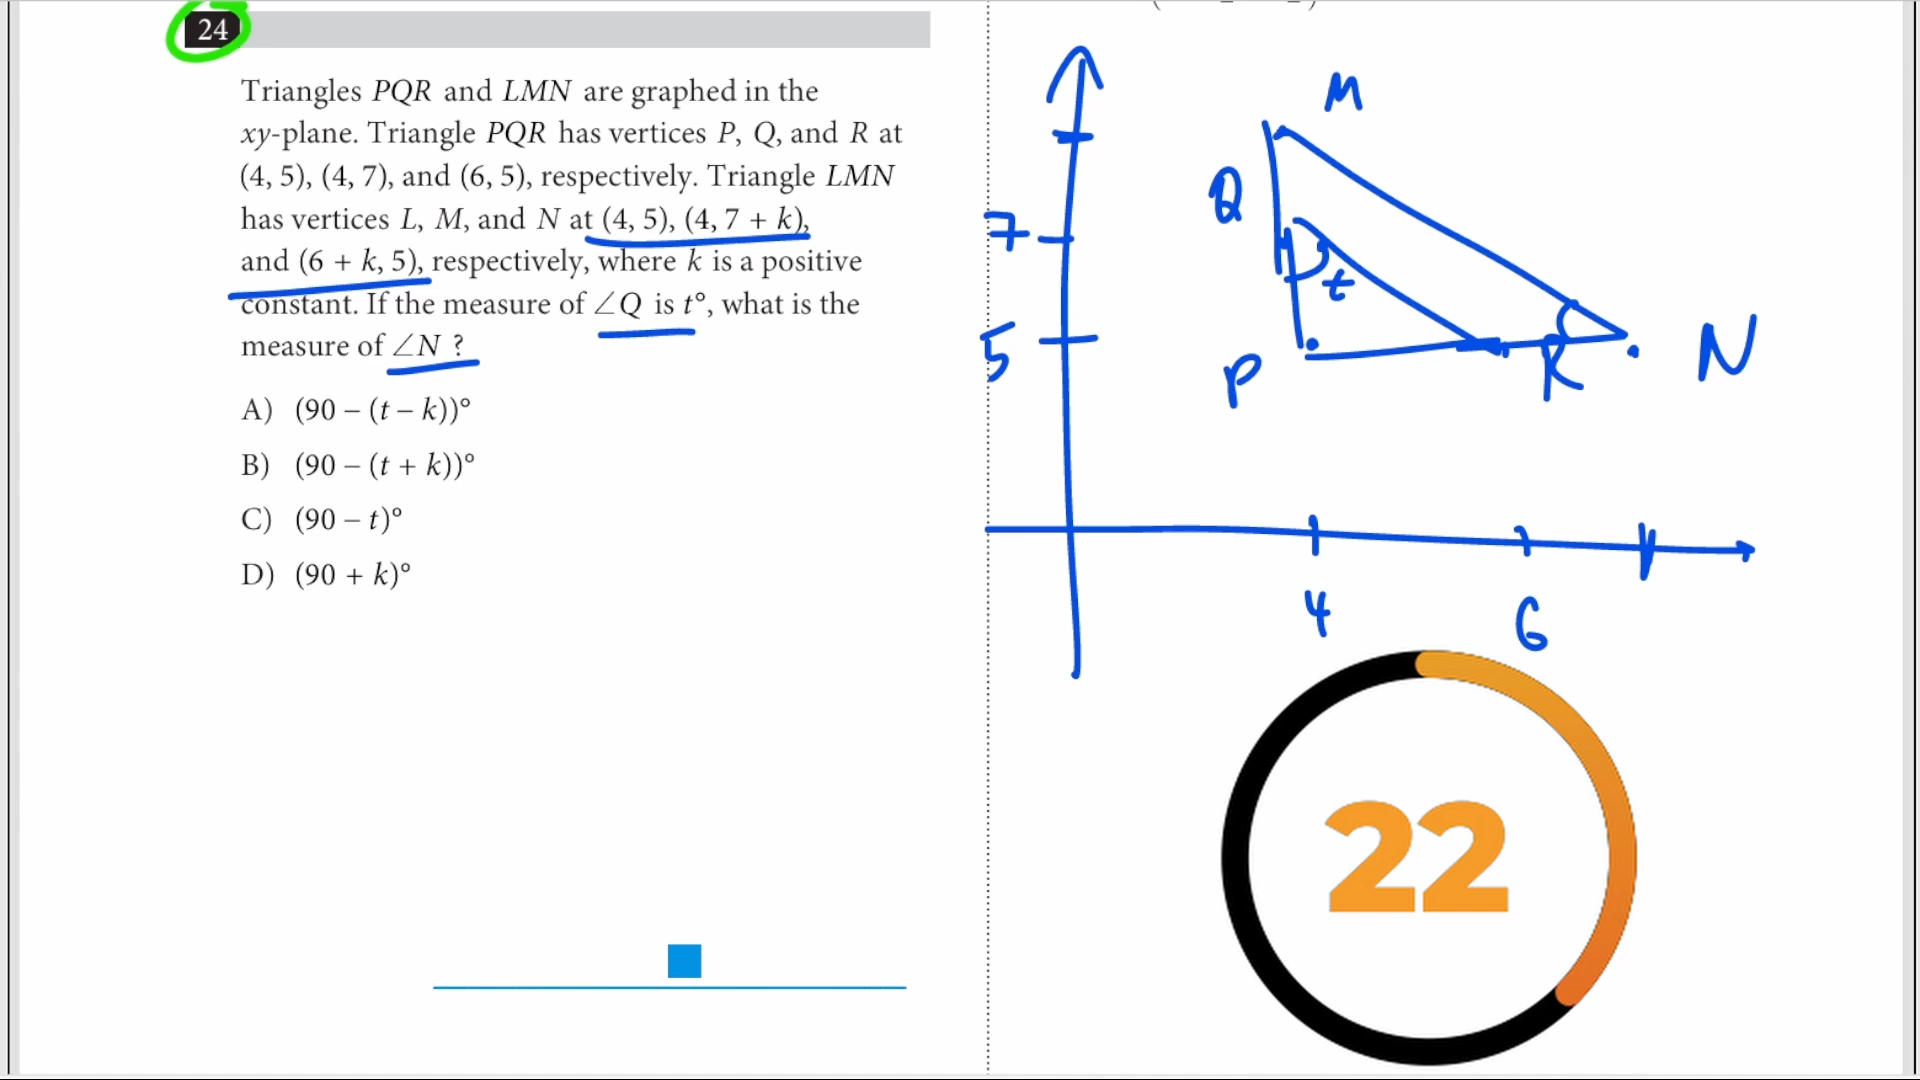 24
Triangles PQR and LMN are graphed in the
xy-plane. Triangle PQR has vertices P, Q, and R at
(4, 5), (4, 7), and (6, 5), respectively. Triangle LMN
has vertices L, M, and N at (4, 5), (4, 7 + k),
and (6 + k, 5), respectively, where k is a positive
constant. If the measure of ∠Q is t°, what is the
measure of ∠N ?
A) (90 – (t – k))°
B) (90 – (t + k))°
C) (90 – t)°
D) (90 + k)°
M
Q
7
t
5
P
R
N
4
6
22